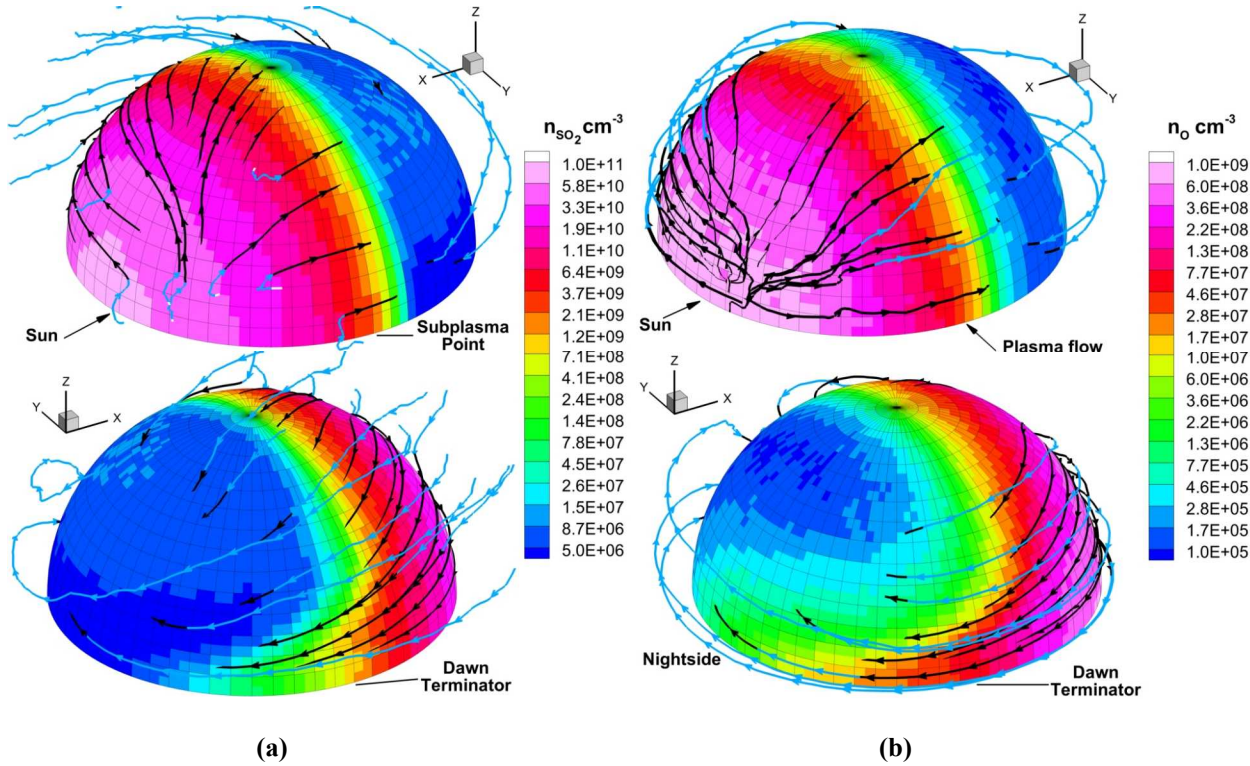 Z
X
Y
n SO2 cm-3
1.0E+11
5.8E+10
3.3E+10
1.9E+10
1.1E+10
6.4E+09
3.7E+09
2.1E+09
1.2E+09
7.1E+08
4.1E+08
2.4E+08
1.4E+08
7.8E+07
4.5E+07
2.6E+07
1.5E+07
8.7E+06
5.0E+06
Sun
Subplasma
Point
Z
Y
X
Dawn
Terminator
(a)
Z
X
Y
n O cm-3
1.0E+09
6.0E+08
3.6E+08
2.2E+08
1.3E+08
7.7E+07
4.6E+07
2.8E+07
1.7E+07
1.0E+07
6.0E+06
3.6E+06
2.2E+06
1.3E+06
7.7E+05
4.6E+05
2.8E+05
1.7E+05
1.0E+05
Sun
Plasma flow
Z
Y
X
Nightside
Dawn
Terminator
(b)